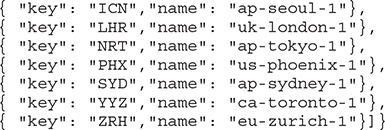 { "key": "ICN","name": "ap-seoul-1"},
{ "key": "LHR","name": "uk-london-1"},
{ "key": "NRT","name": "ap-tokyo-1"},
{ "key": "PHX","name": "us-phoenix-1"},
{ "key": "SYD","name": "ap-sydney-1"},
{ "key": "YYZ","name": "ca-toronto-1"},
{ "key": "ZRH","name": "eu-zurich-1"}]}